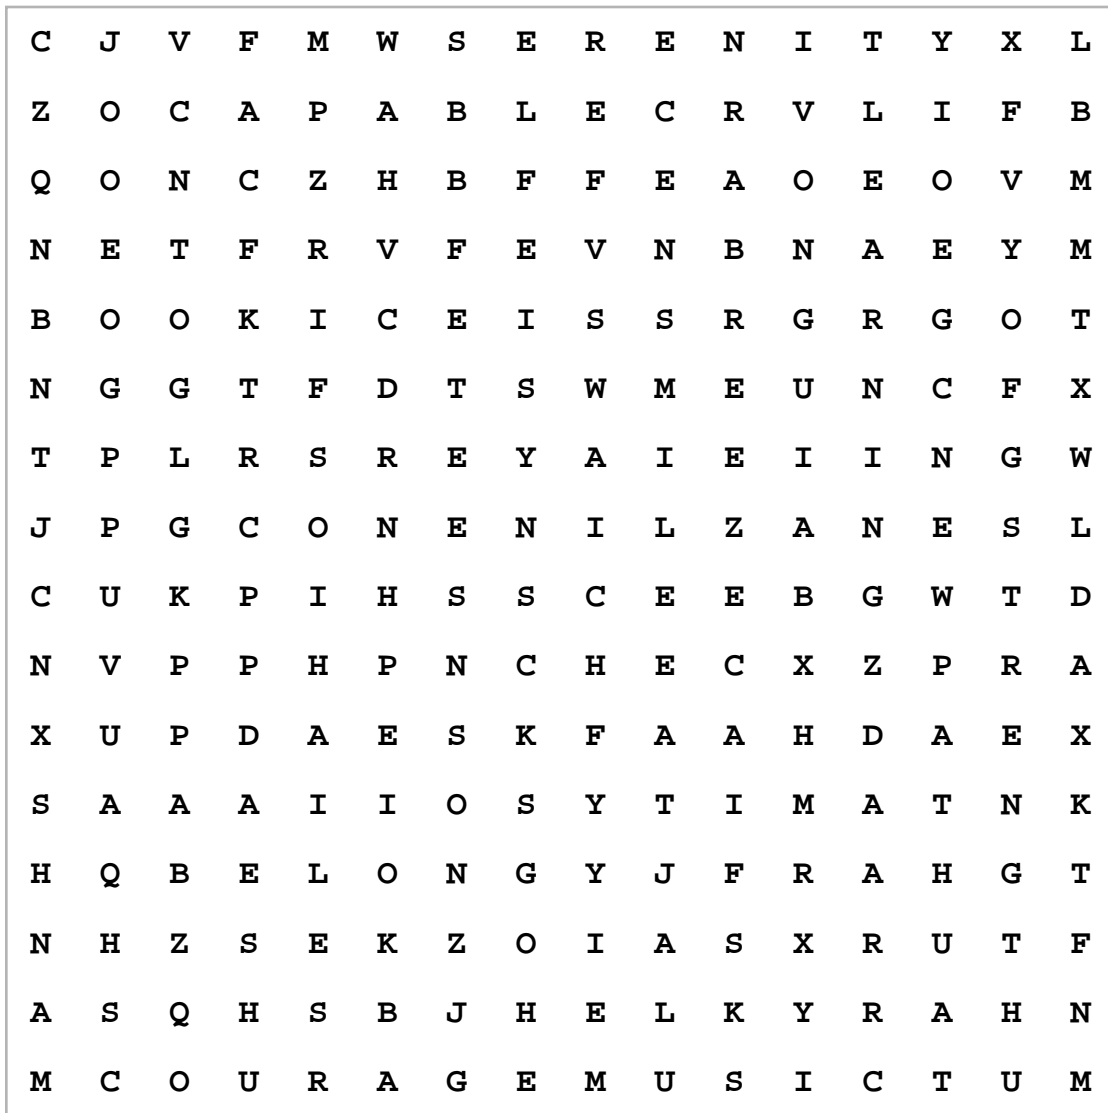 C J V F M W S E R E N I T Y X L
Z O C A P A B L E C R V L I F B
Q O N C Z H B F F E A O E O V M
N E T F R V F E V N B N A E Y M
B O O K I C E I S S R G R G O T
N G G T F D T S W M E U N C F X
T P L R S R E Y A I E I I N G W
J P G C O N E N I L Z A N E S L
C U K P I H S S C E E B G W T D
N V P P H P N C H E C X Z P R A
X U P D A E S K F A A H D A E X
S A A A I I O S Y T I M A T N K
H Q B E L O N G Y J F R A H G T
N H Z S E K Z O I A S X R U T F
A S Q H S B J H E L K Y R A H N
M C O U R A G E M U S I C T U M